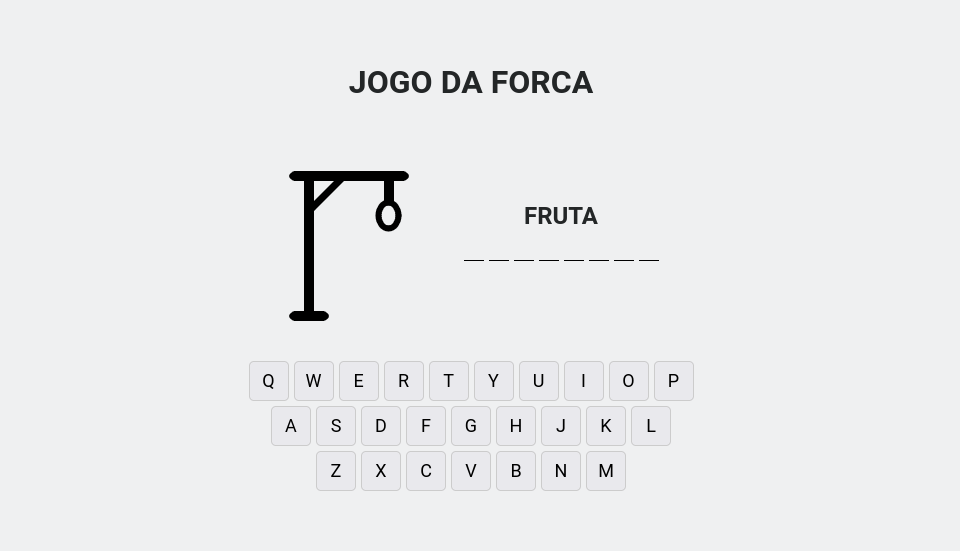 JOGO DA FORCA
FRUTA
_ _ _ _ _ _ _ _
Q W E R T Y U I O P
A S D F G H J K L
Z X C V B N M